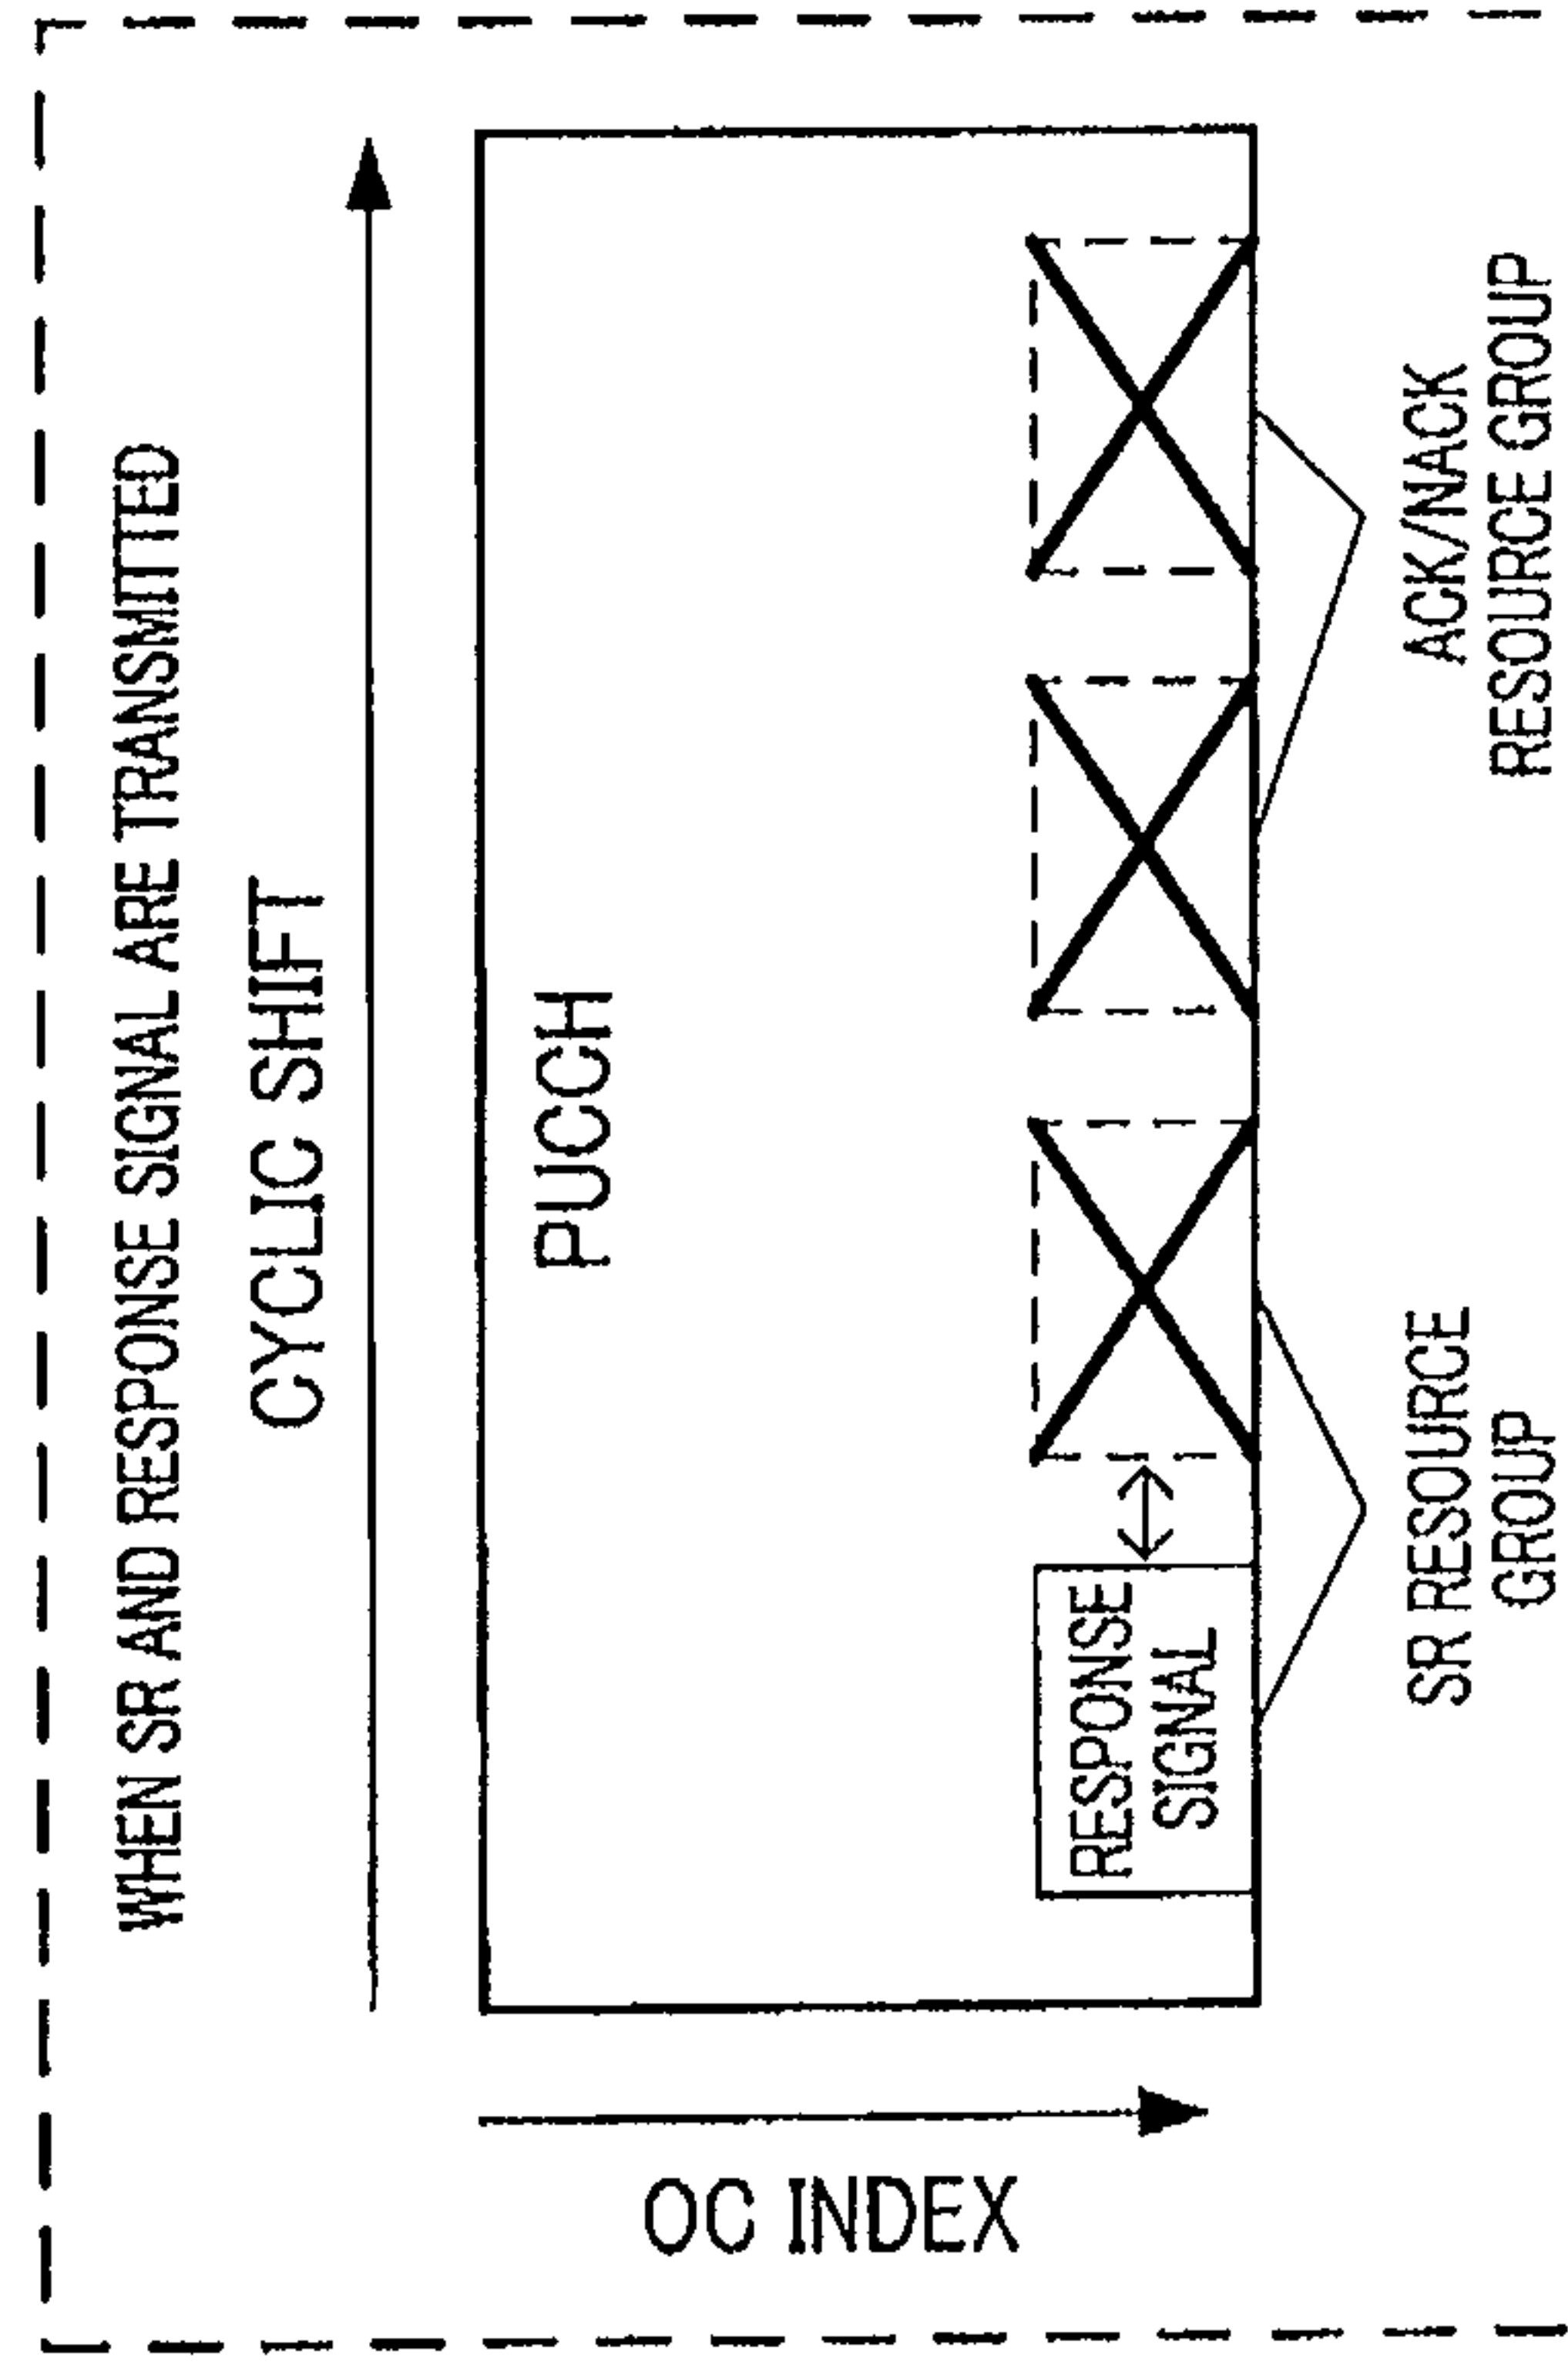 WHEN SR AND RESPONSE SIGNAL ARE TRANSMITTED
CYCLIC SHIFT
PUCCH
OC INDEX
RESPONSE
SIGNAL
SR RESOURCE
GROUP
ACK/NACK
RESOURCE GROUP